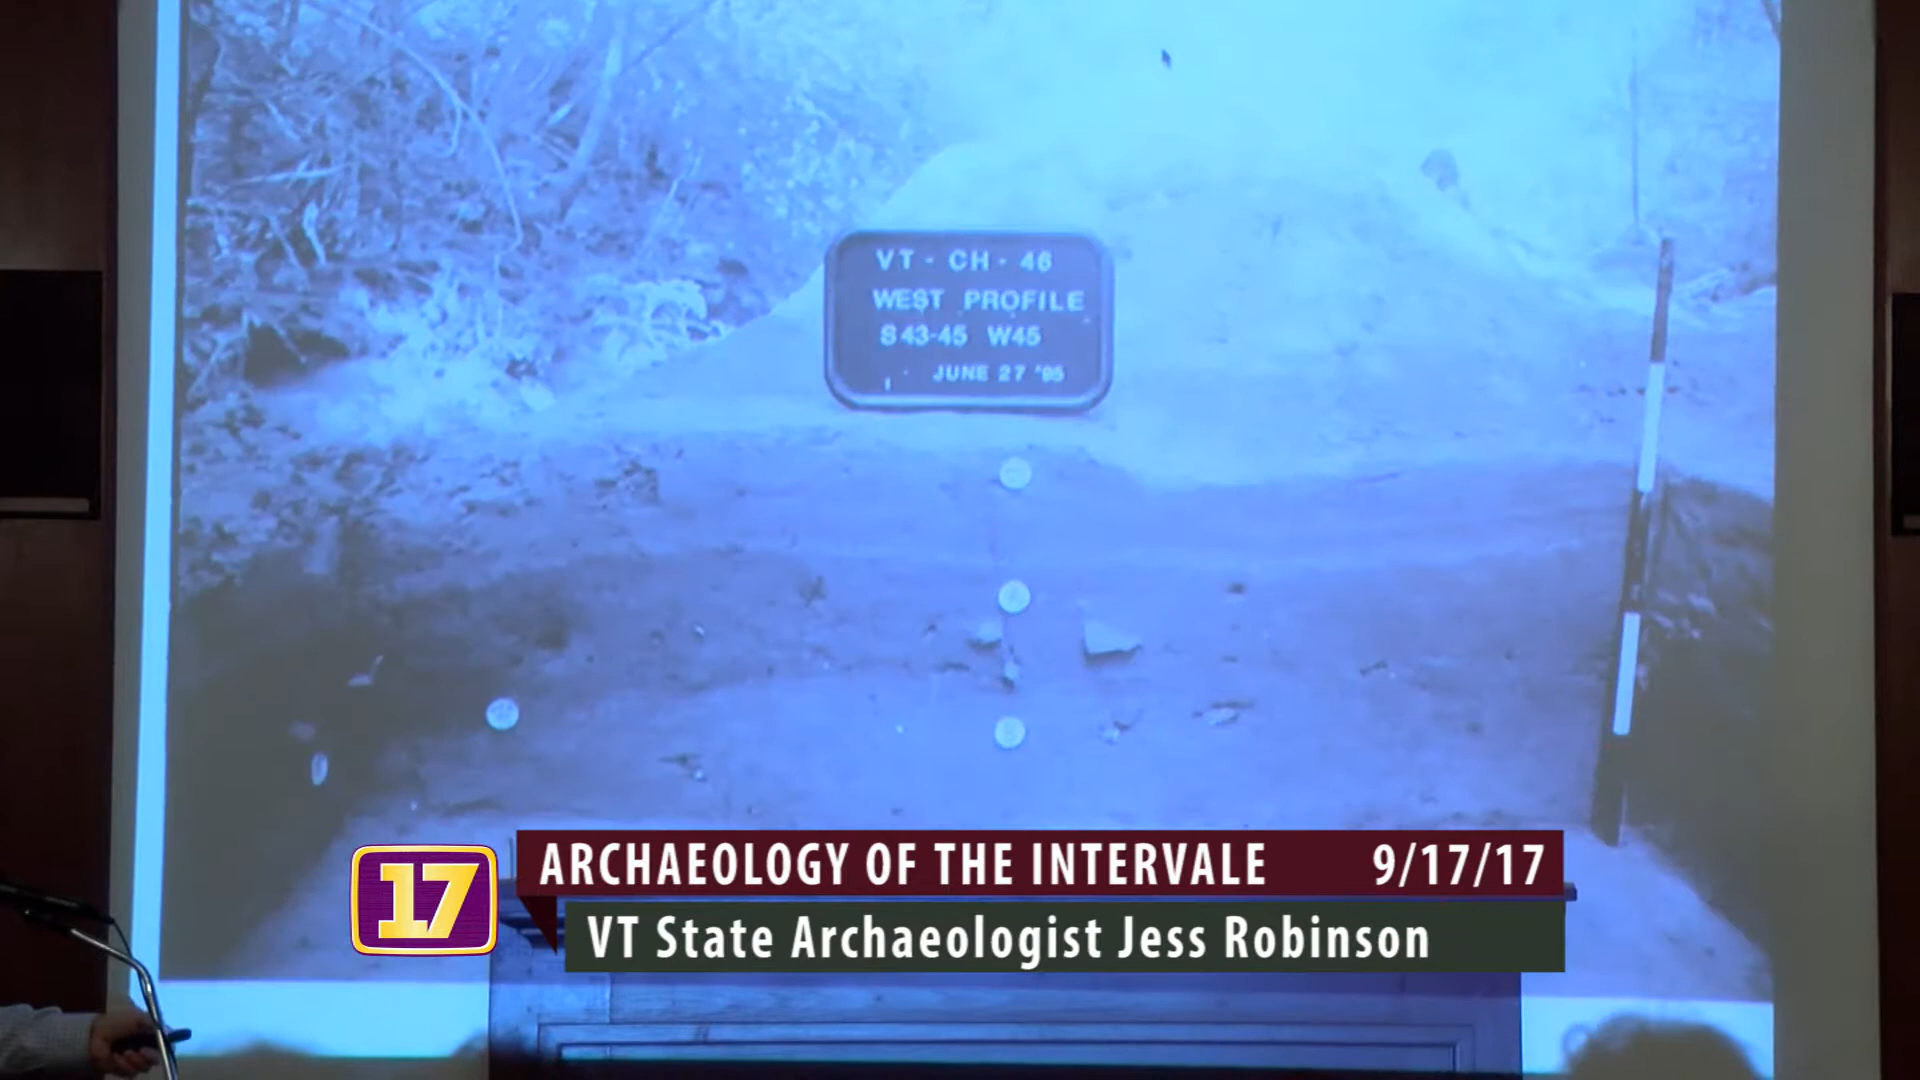 VT - CH - 46
WEST PROFILE
S43-45 W45
JUNE 27 '95
17
ARCHAEOLOGY OF THE INTERVALE 9/17/17
VT State Archaeologist Jess Robinson